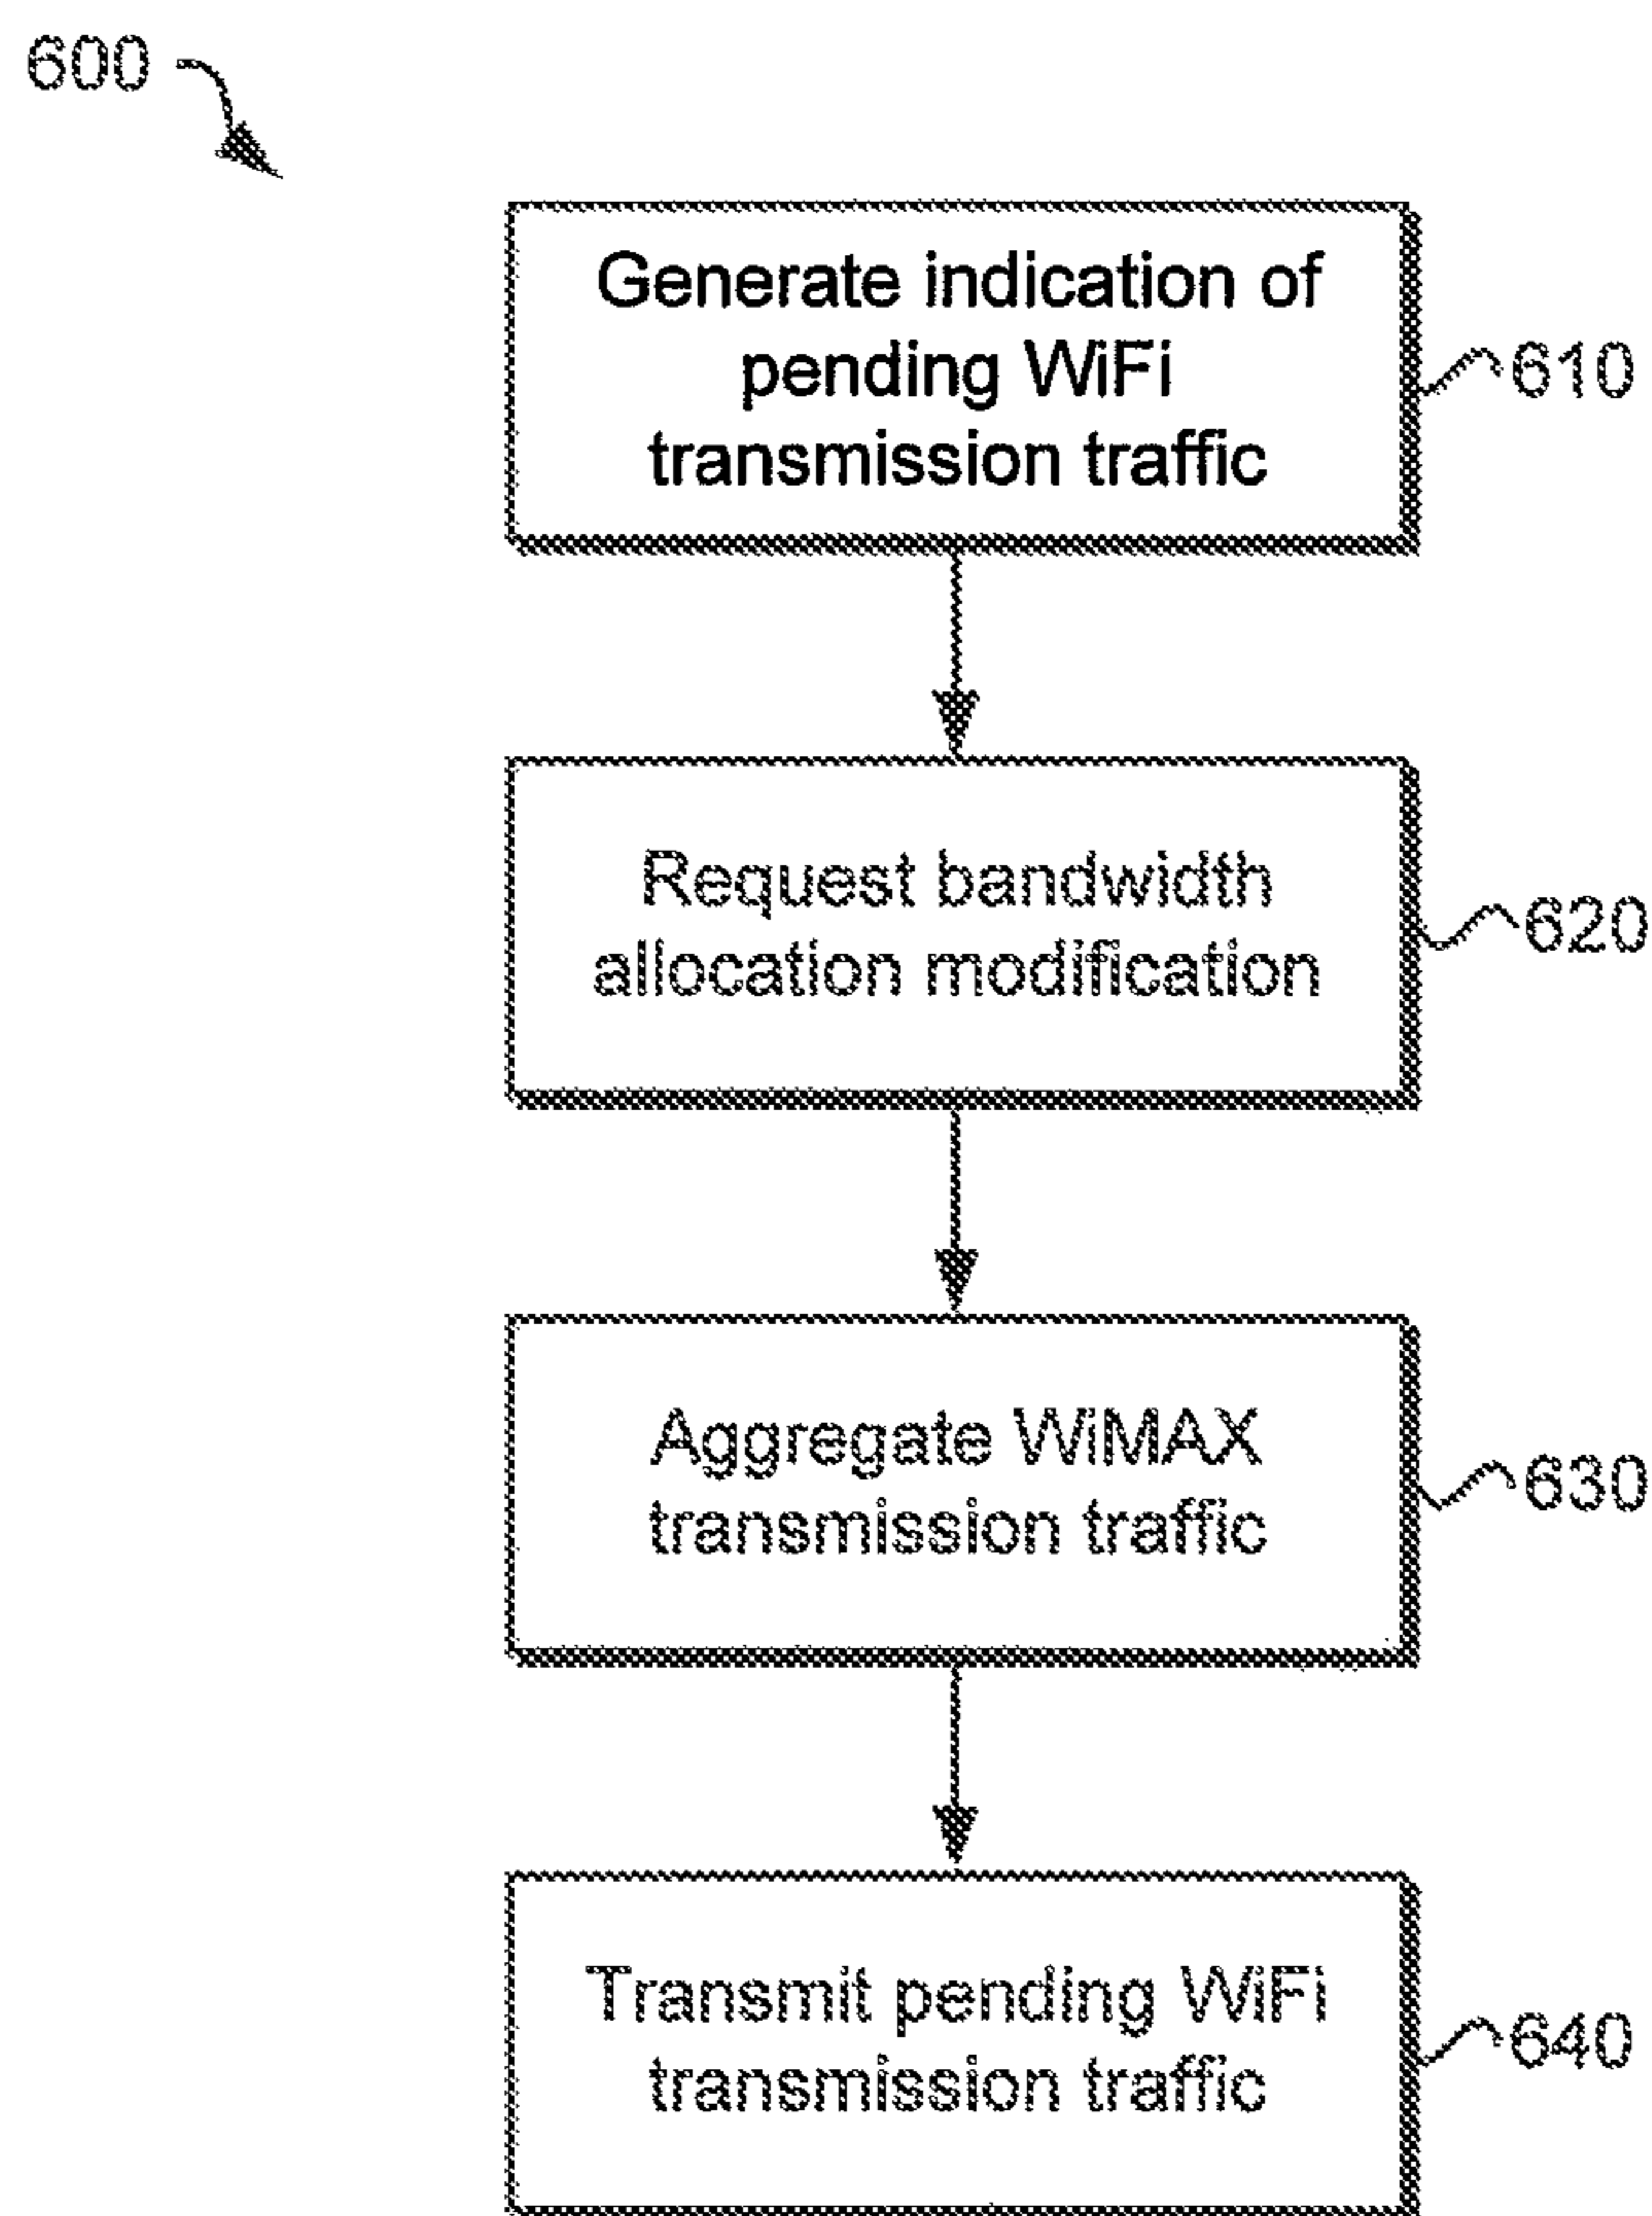 600
Generate indication of
pending WiFi
transmission traffic
610
Request bandwidth
allocation modification
620
Aggregate WiMAX
transmission traffic
630
Transmit pending WiFi
transmission traffic
640